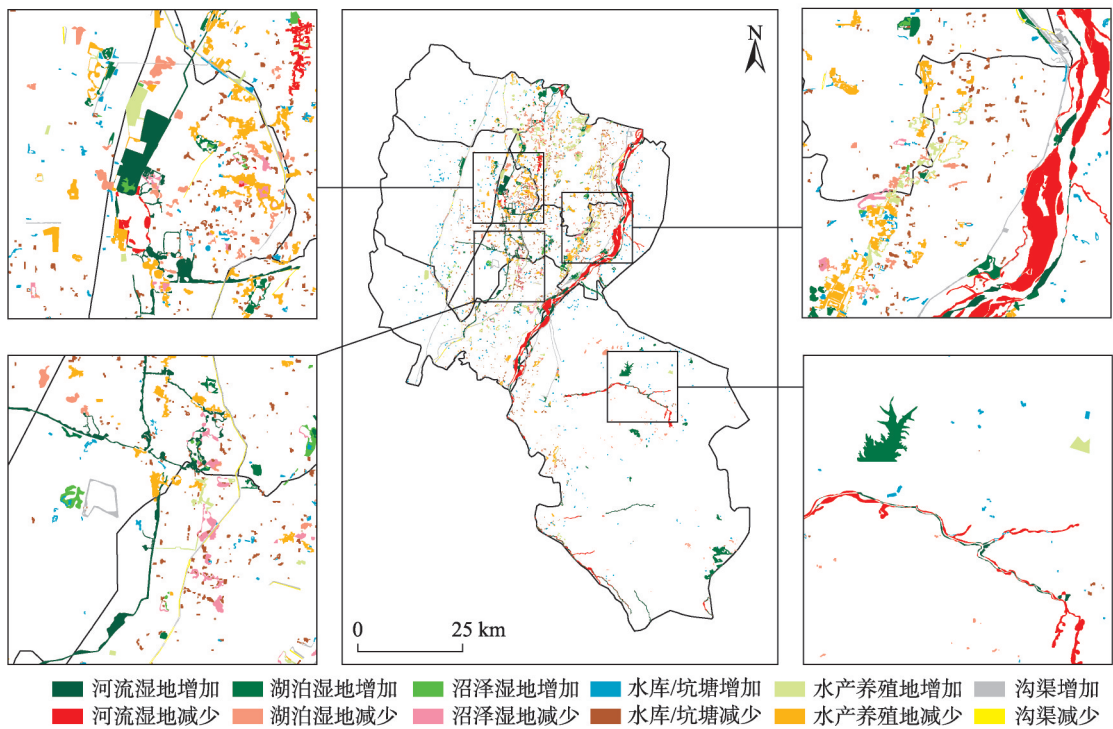 N
0 25 km
河流湿地增加 湖泊湿地增加 沼泽湿地增加 水库/坑塘增加 水产养殖地增加 沟渠增加
河流湿地减少 湖泊湿地减少 沼泽湿地减少 水库/坑塘减少 水产养殖地减少 沟渠减少